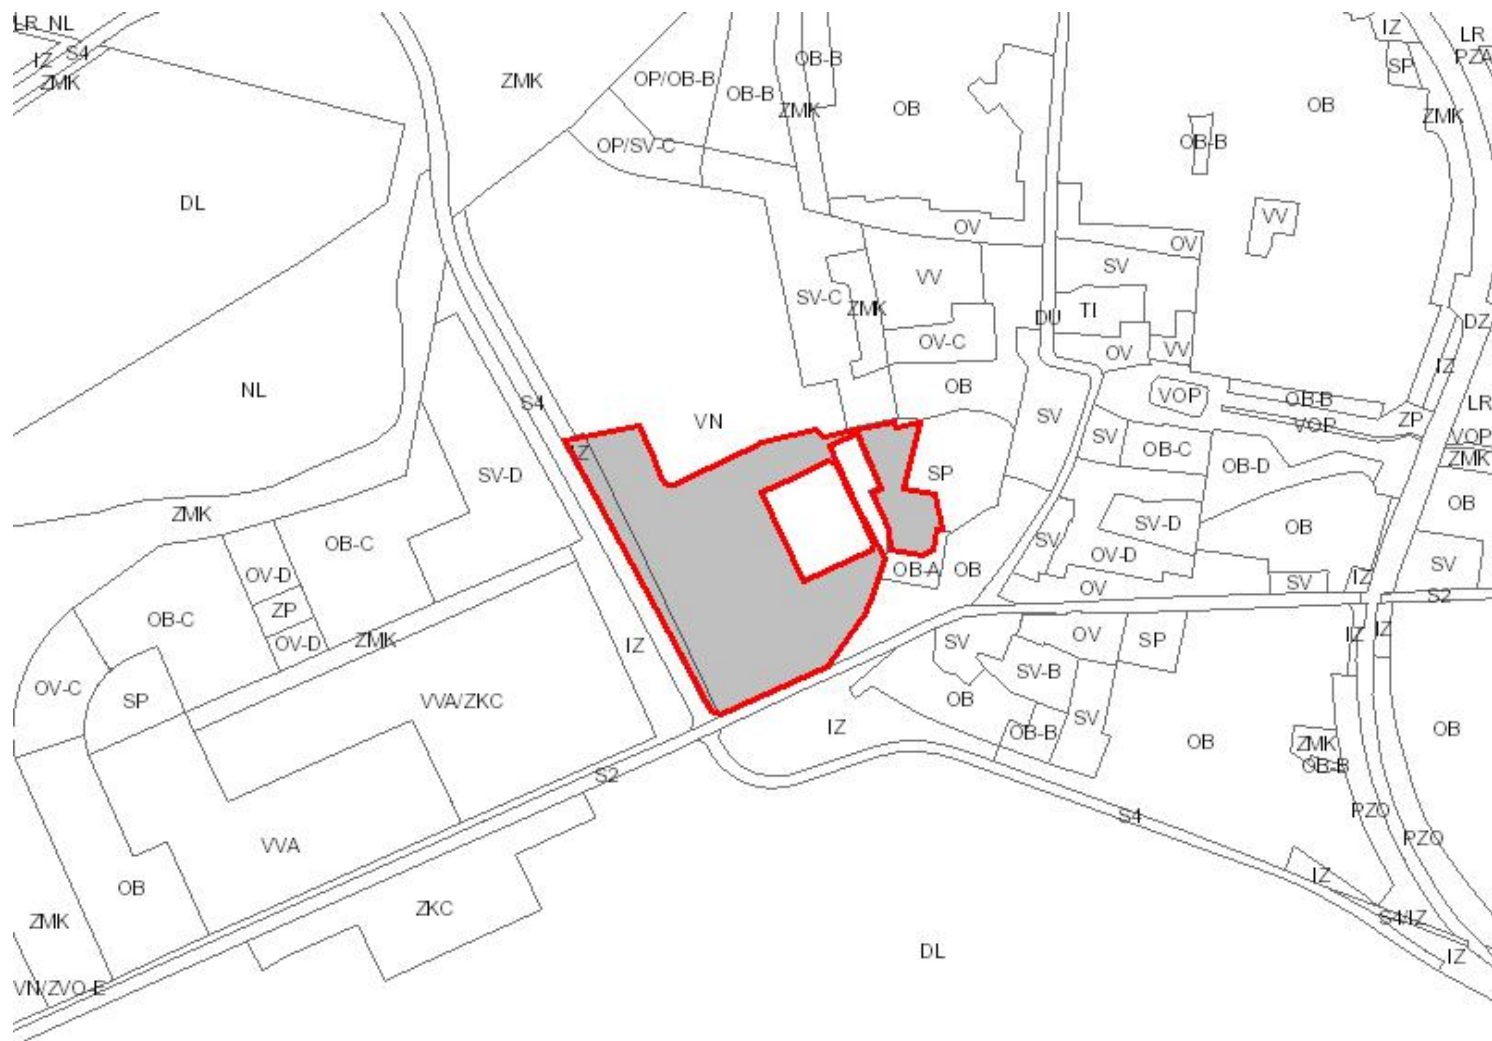 LR NL
IZ S4
ZMK
ZMK
OP/OB-B
OB-B
OB-B
ZMK
OB
OB
IZ
LR
SP
PZA
ZMK
OB-B
OP/SV-C
DL
VV
OV
OV
SV
VV
SV-C
ZMK
TI
DU
DZ
OV-C
OV
VV
IZ
OB
NL
S4
VOP
OB-B
LR
VN
SV
ZP
VOP
VOP
SV
OB-C
ZMK
OB-D
SP
SV-D
ZMK
SV-D
OB
OB
OB-C
SV
OV-D
OB-A
OB
SV
IZ
SV
OV-D
OV
S2
ZP
OB-C
OV-D
ZMK
IZ
SV
OV
SP
IZ
IZ
SV-B
OV-C
SP
VVA/ZKC
OB
SV
IZ
OB-B
OB
ZMK
OB-B
OB
S2
S4
PZO
PZO
VVA
OB
IZ
ZKC
S4/IZ
ZMK
DL
IZ
VN/ZVO-E